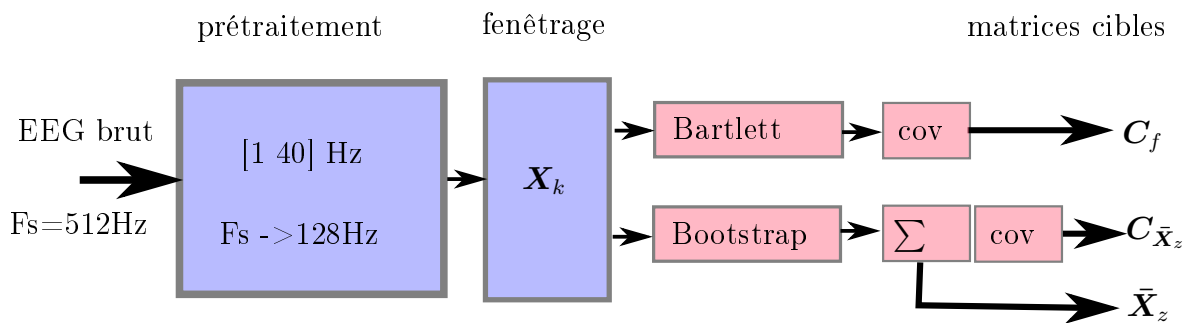 prétraitement
fenêtrage
matrices cibles
EEG brut
Fs=512Hz
[1 40] Hz
Fs ->128Hz
X_k
Bartlett
cov
C_f
Bootstrap
∑
cov
C_{X̄_z}
X̄_z